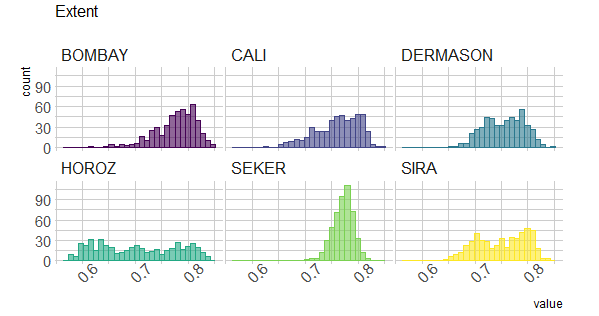 Extent
BOMBAY CALI DERMASON
count
90
60
30
0
HOROZ SEKER SIRA
90
60
30
0
0.6 0.7 0.8 0.6 0.7 0.8 0.6 0.7 0.8
value